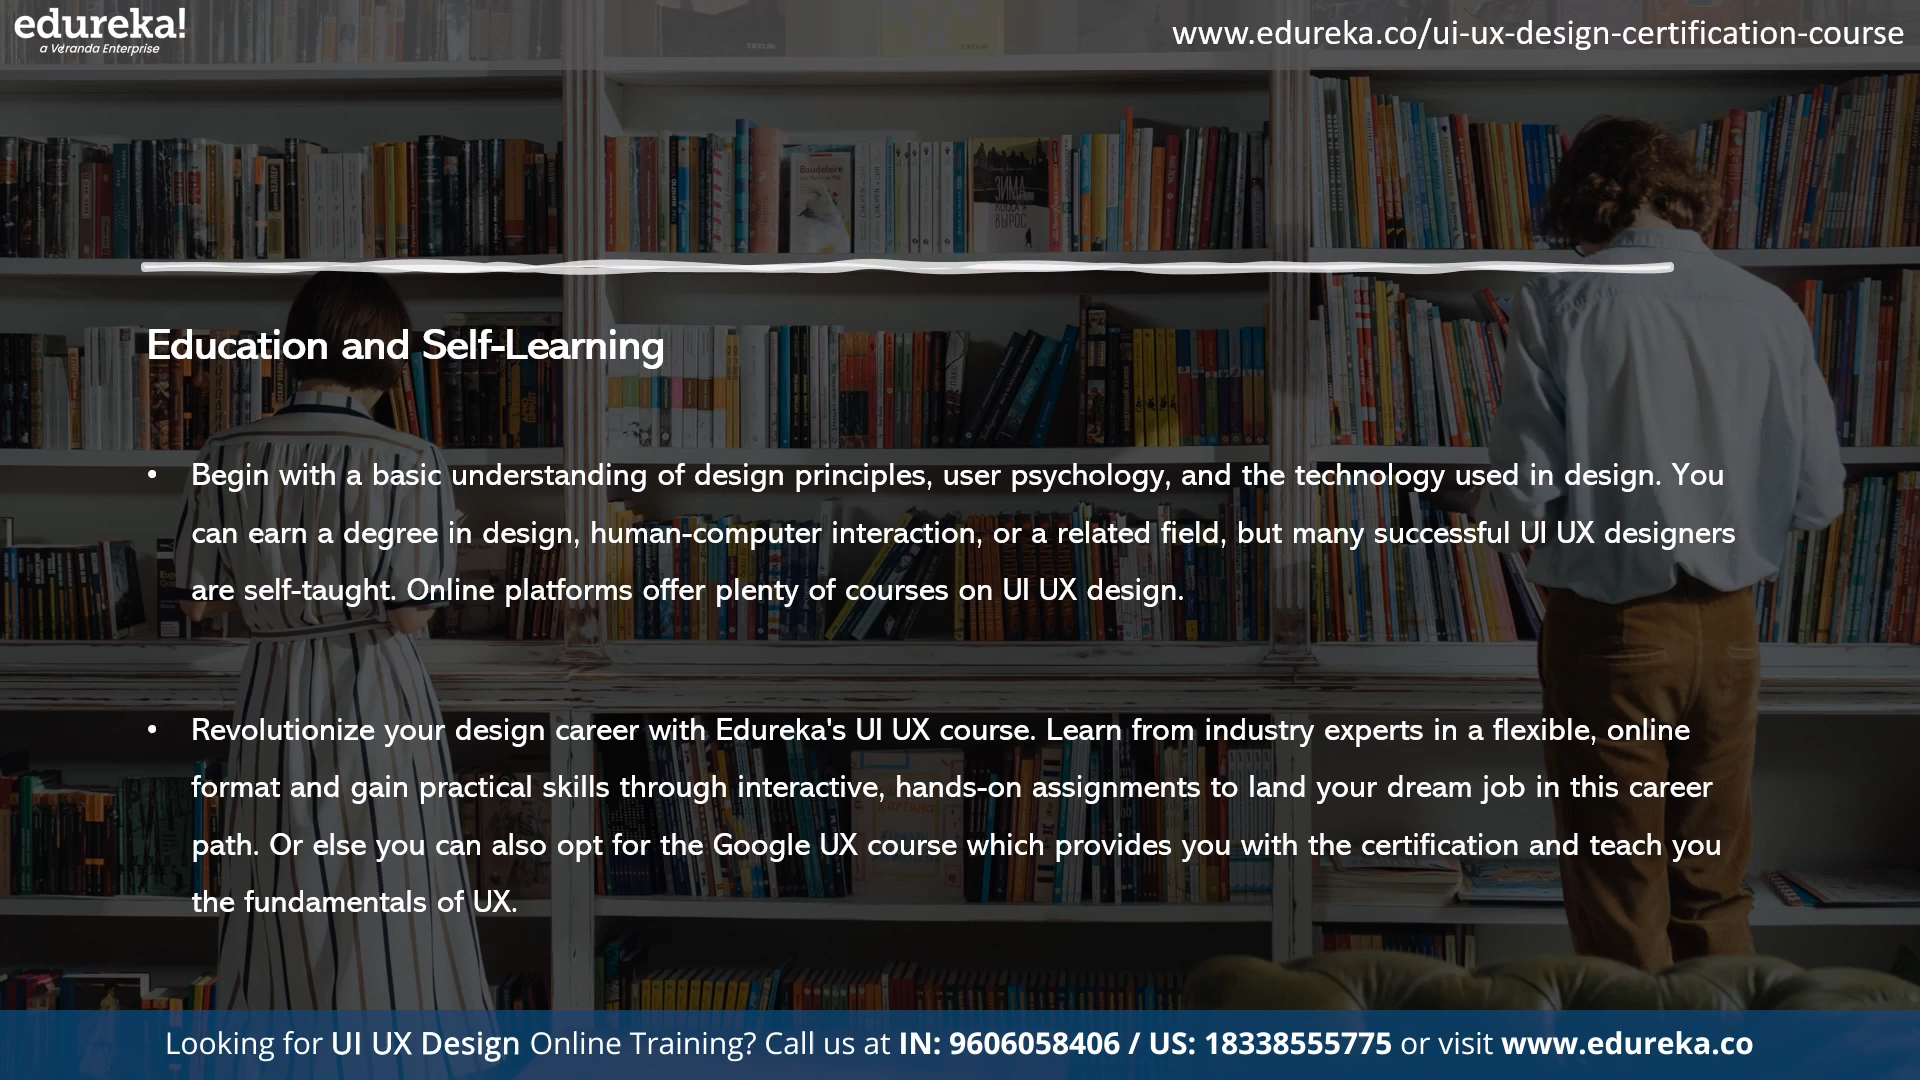 edureka!
a Veranda Enterprise
www.edureka.co/ui-ux-design-certification-course
Baudelaire
ЗИМА,
КОГДА Я
ВЫРОС
Education and Self-Learning
• Begin with a basic understanding of design principles, user psychology, and the technology used in design. You
can earn a degree in design, human-computer interaction, or a related field, but many successful UI UX designers
are self-taught. Online platforms offer plenty of courses on UI UX design.
• Revolutionize your design career with Edureka's UI UX course. Learn from industry experts in a flexible, online
format and gain practical skills through interactive, hands-on assignments to land your dream job in this career
path. Or else you can also opt for the Google UX course which provides you with the certification and teach you
the fundamentals of UX.
Looking for UI UX Design Online Training? Call us at IN: 9606058406 / US: 18338555775 or visit www.edureka.co